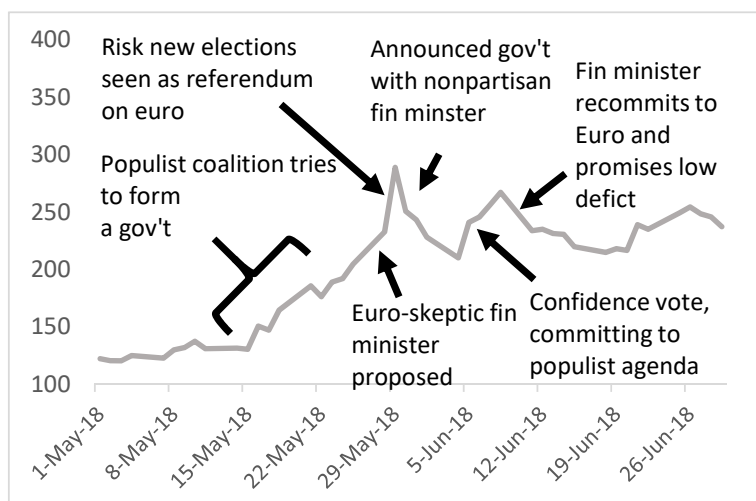 400
350
300
250
200
150
100
Risk new elections
seen as referendum
on euro
Populist coalition tries
to form
a gov't
Announced gov't
with nonpartisan
fin minster
Fin minister
recommits to
Euro and
promises low
defict
Euro-skeptic fin
minister
proposed
Confidence vote,
committing to
populist agenda
1-May-18
8-May-18
15-May-18
22-May-18
29-May-18
5-Jun-18
12-Jun-18
19-Jun-18
26-Jun-18